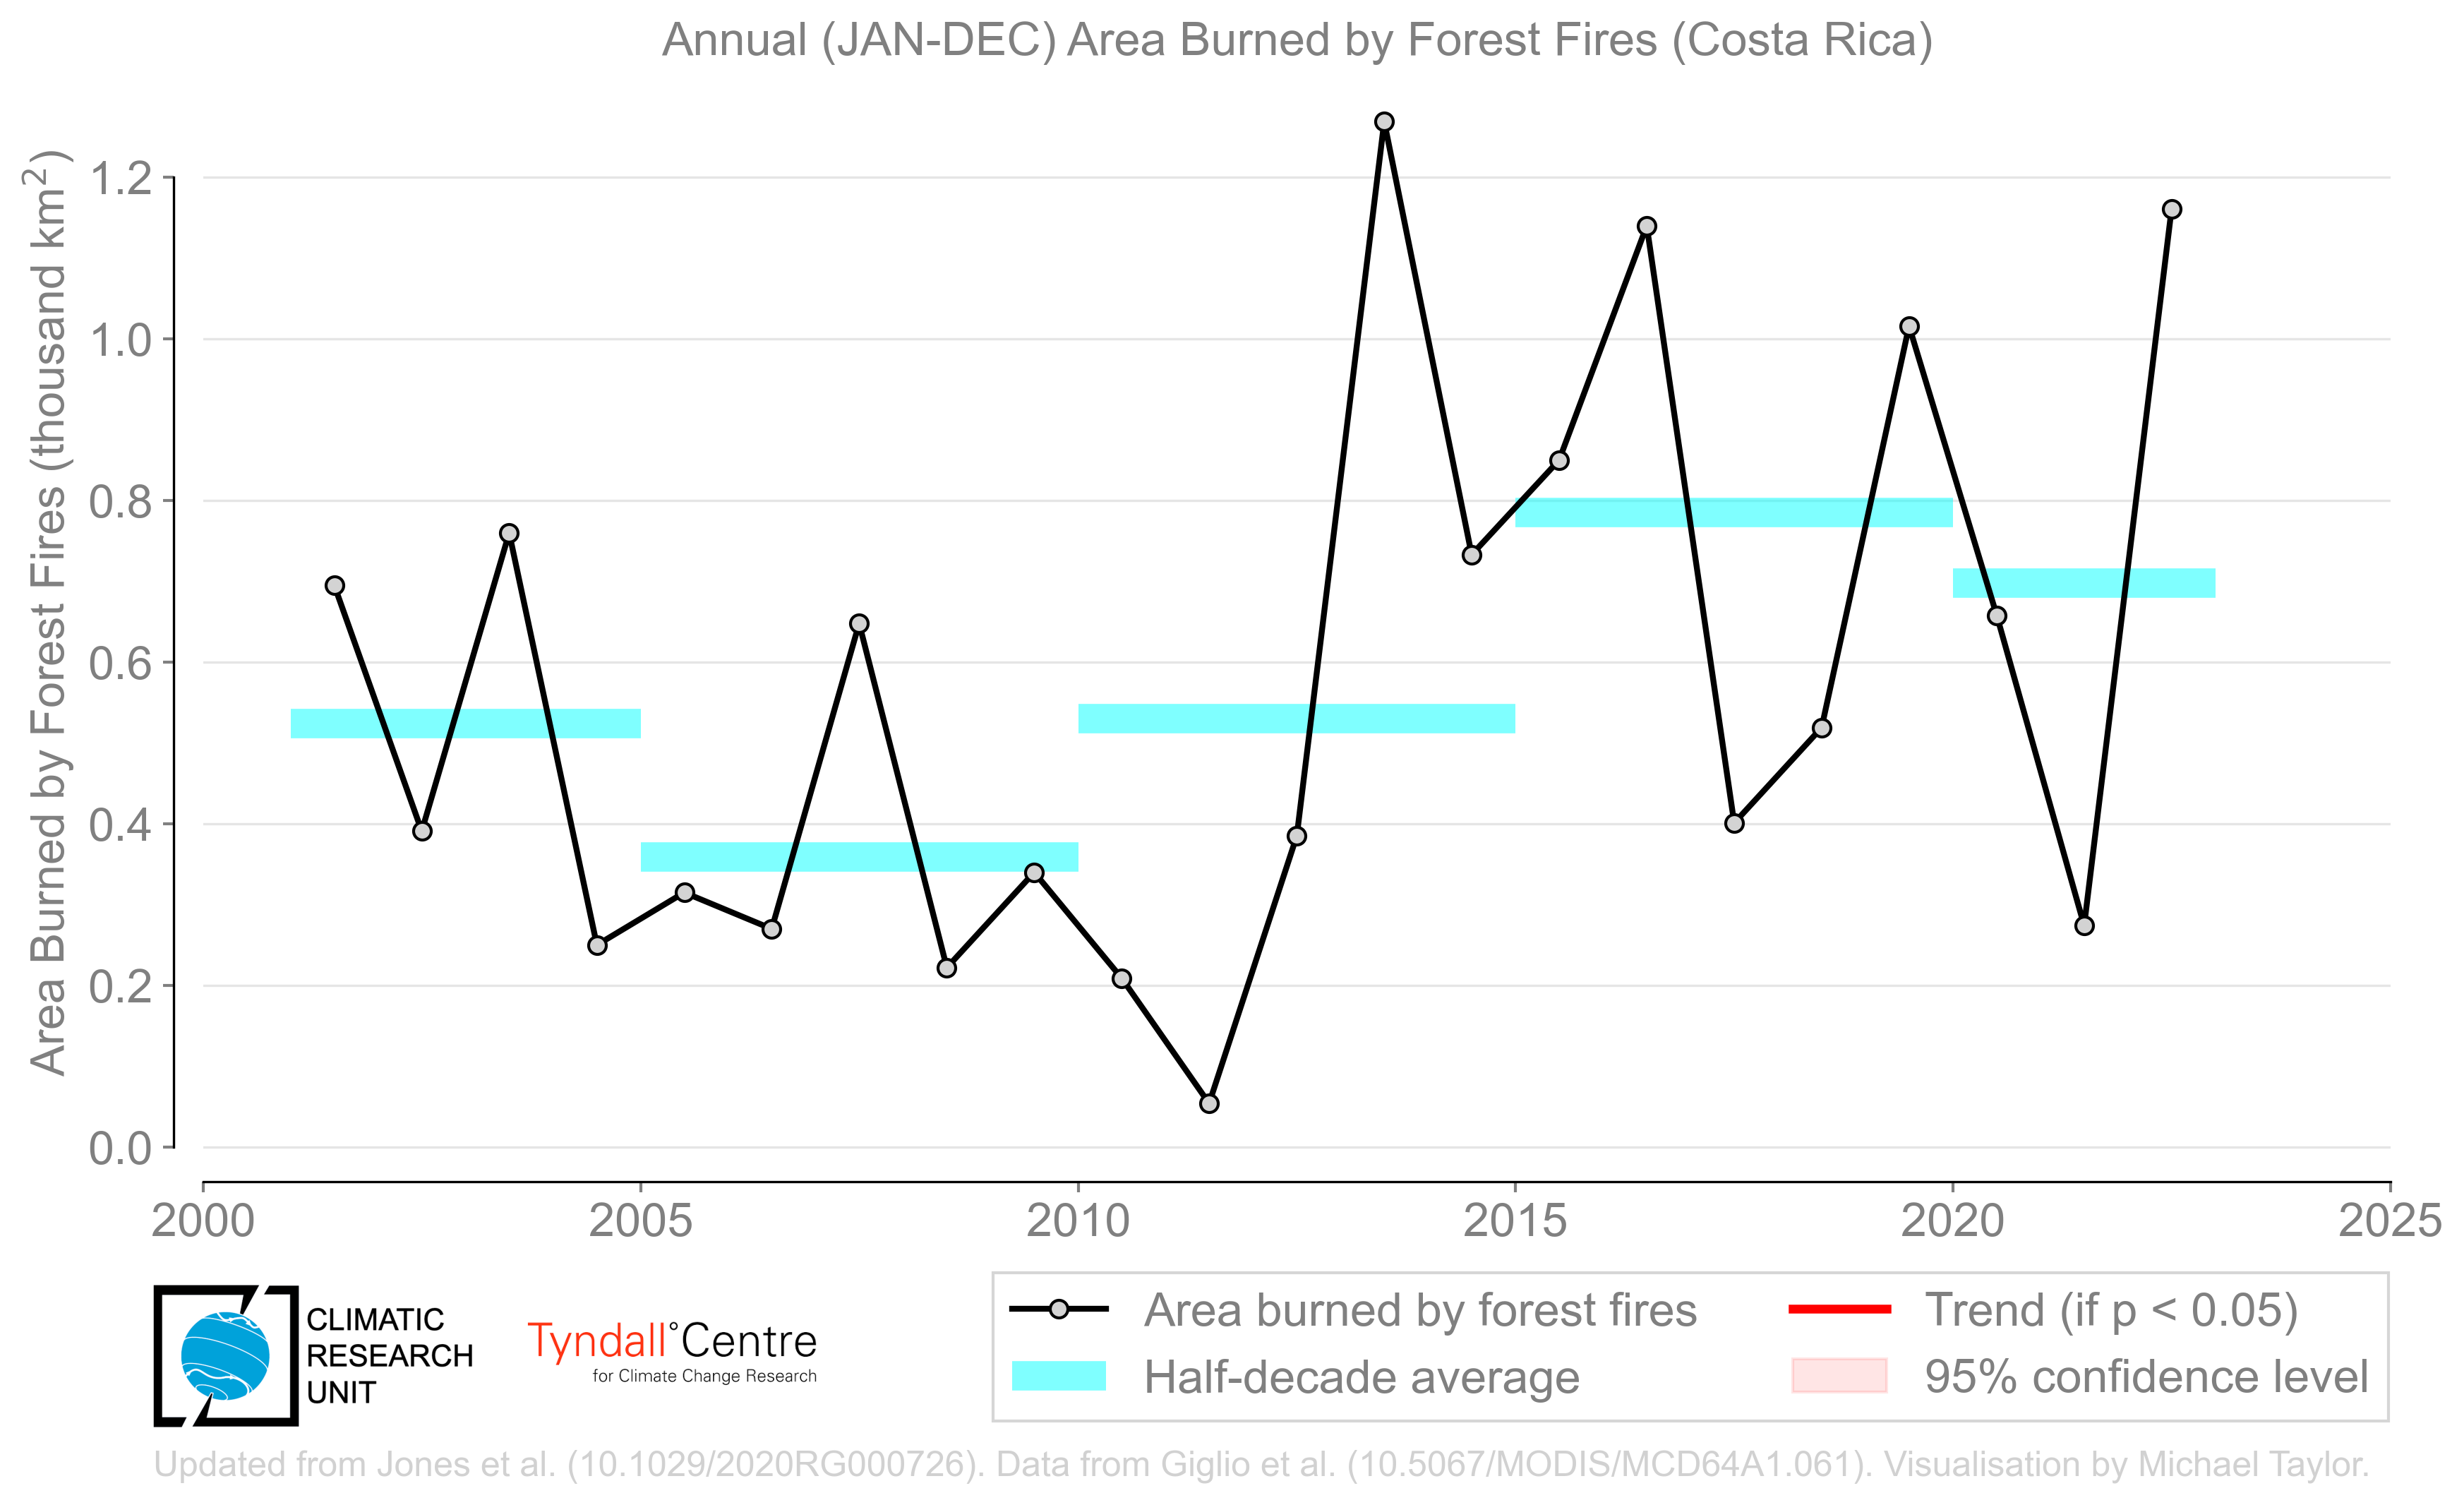 Annual (JAN-DEC) Area Burned by Forest Fires (Costa Rica)
Area Burned by Forest Fires (thousand km²)
1.2
1.0
0.8
0.6
0.4
0.2
0.0
2000 2005 2010 2015 2020 2025
CLIMATIC
RESEARCH
UNIT
Tyndall°Centre
for Climate Change Research
Area burned by forest fires
Half-decade average
Trend (if p < 0.05)
95% confidence level
Updated from Jones et al. (10.1029/2020RG000726). Data from Giglio et al. (10.5067/MODIS/MCD64A1.061). Visualisation by Michael Taylor.